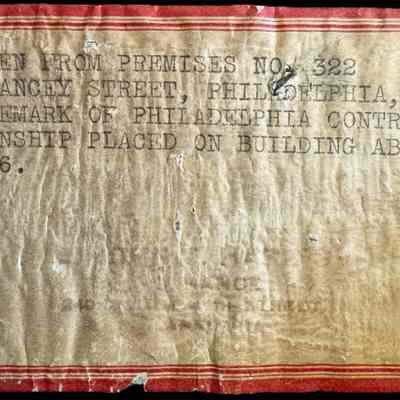 EN FROM PREMISES NO. 322
ANCEY STREET, PHILADELPHIA,
EMARK OF PHILADELPHIA CONTR
NSHIP PLACED ON BUILDING AB
6.